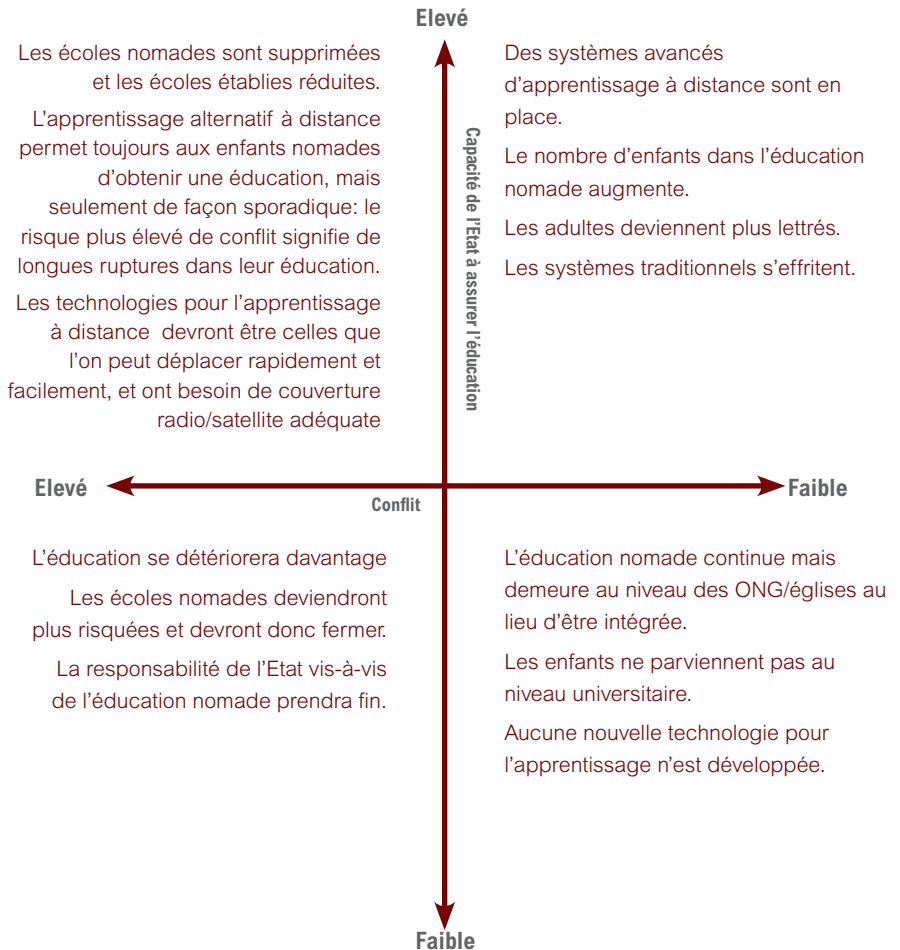 Elevé
Les écoles nomades sont supprimées
et les écoles établies réduites.
L'apprentissage alternatif à distance
permet toujours aux enfants nomades
d'obtenir une éducation, mais
seulement de façon sporadique: le
risque plus élevé de conflit signifie de
longues ruptures dans leur éducation.
Les technologies pour l'apprentissage
à distance devront être celles que
l'on peut déplacer rapidement et
facilement, et ont besoin de couverture
radio/satellite adéquate
Capacité de l'Etat à assurer l'éducation
Des systèmes avancés
d'apprentissage à distance sont en
place.
Le nombre d'enfants dans l'éducation
nomade augmente.
Les adultes deviennent plus lettrés.
Les systèmes traditionnels s'effritent.
Elevé
Conflit
Faible
L'éducation se détériorera davantage
Les écoles nomades deviendront
plus risquées et devront donc fermer.
La responsabilité de l'Etat vis-à-vis
de l'éducation nomade prendra fin.
L'éducation nomade continue mais
demeure au niveau des ONG/églises au
lieu d'être intégrée.
Les enfants ne parviennent pas au
niveau universitaire.
Aucune nouvelle technologie pour
l'apprentissage n'est développée.
Faible